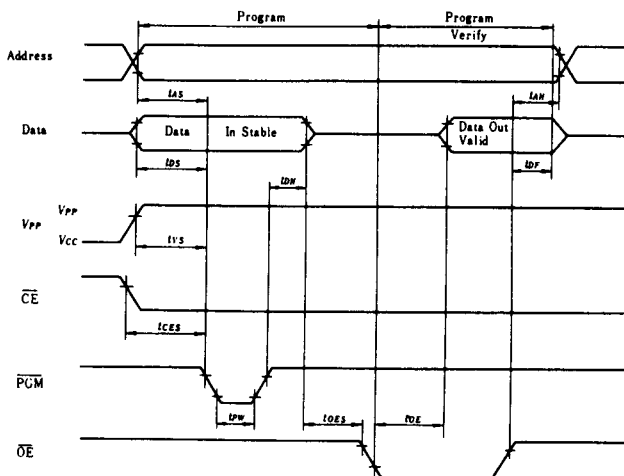 Program
Program
Verify
Address
tAS
tAH
Data
Data In Stable
Data Out
Valid
tDS
tDH
tDF
VPP
VPP
VCC
tVS
CE
tCES
PGM
tPW
tOES
tOE
OE